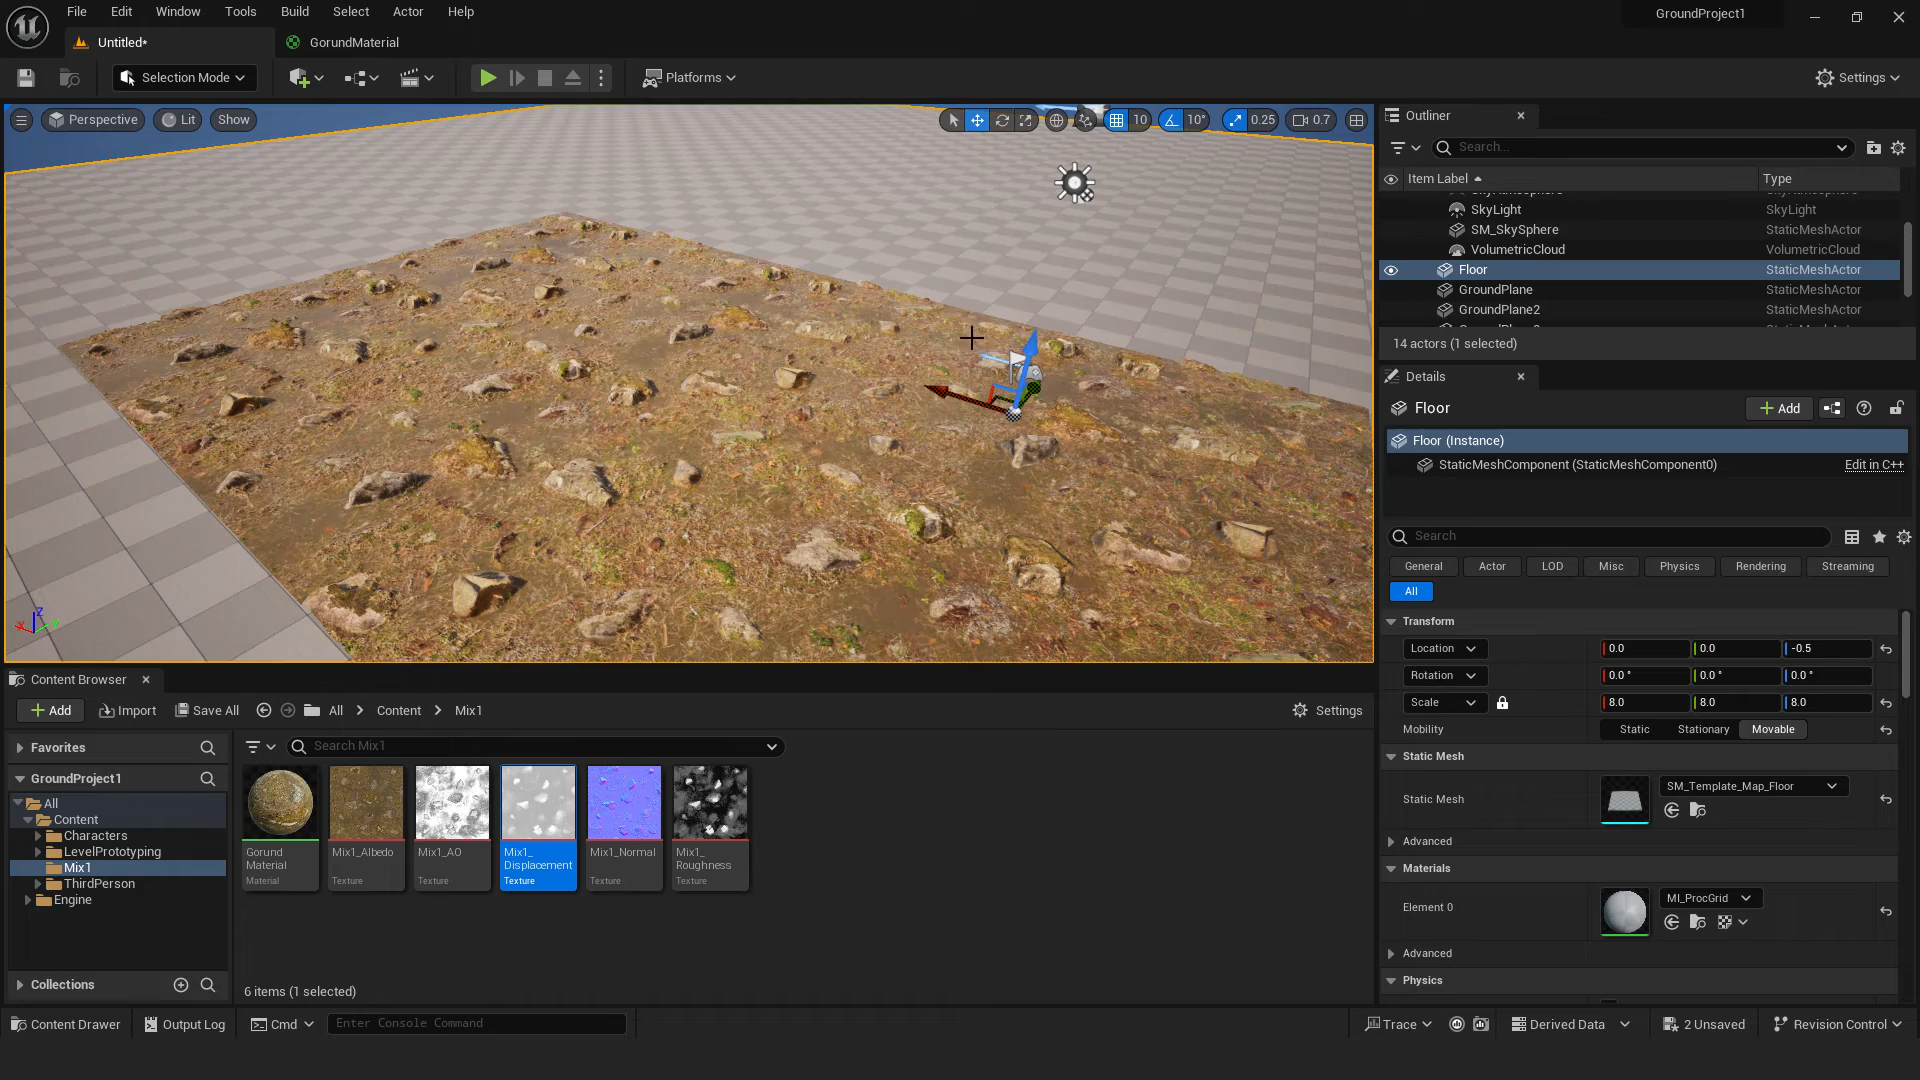 File Edit Window Tools Build Select Actor Help
GroundProject1
Untitled*
GorundMaterial
Selection Mode
Platforms
Settings
Perspective
Lit
Show
10
10°
0.25
0.7
Outliner
Search...
Item Label
Type
SkyLight
SkyLight
SM_SkySphere
StaticMeshActor
VolumetricCloud
VolumetricCloud
Floor
StaticMeshActor
GroundPlane
StaticMeshActor
GroundPlane2
StaticMeshActor
14 actors (1 selected)
Details
Floor
Add
Floor (Instance)
StaticMeshComponent (StaticMeshComponent0)
Edit in C++
Search
General
Actor
LOD
Misc
Physics
Rendering
Streaming
All
Transform
Location
0.0
0.0
-0.5
Rotation
0.0 °
0.0 °
0.0 °
Scale
8.0
8.0
8.0
Mobility
Static
Stationary
Movable
Static Mesh
Static Mesh
SM_Template_Map_Floor
Advanced
Materials
Element 0
MI_ProcGrid
Advanced
Physics
X
Y
Z
Content Browser
Add
Import
Save All
All
Content
Mix1
Settings
Favorites
GroundProject1
All
Content
Characters
LevelPrototyping
Mix1
ThirdPerson
Engine
Collections
Search Mix1
Gorund
Material
Material
Mix1_Albedo
Texture
Mix1_AO
Texture
Mix1_
Displacement
Texture
Mix1_Normal
Texture
Mix1_
Roughness
Texture
6 items (1 selected)
Content Drawer
Output Log
Cmd
Enter Console Command
Trace
Derived Data
2 Unsaved
Revision Control